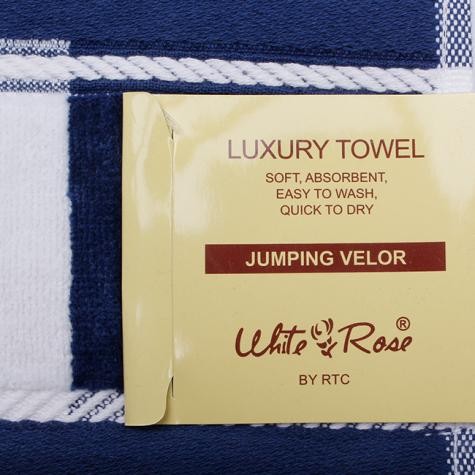 LUXURY TOWEL
SOFT, ABSORBENT,
EASY TO WASH,
QUICK TO DRY
JUMPING VELOR
White Rose®
BY RTC